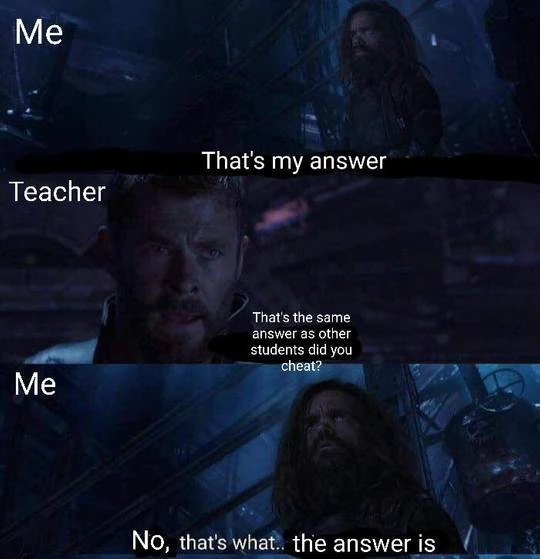 Me
That's my answer
Teacher
That's the same
answer as other
students did you
cheat?
Me
No, that's what.. the answer is